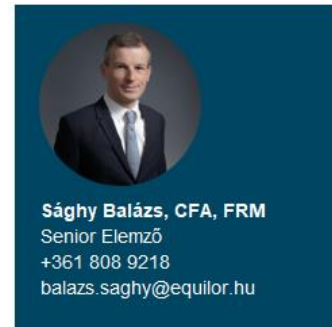 Sághy Balázs, CFA, FRM
Senior Elemző
+361 808 9218
balazs.saghy@equilor.hu